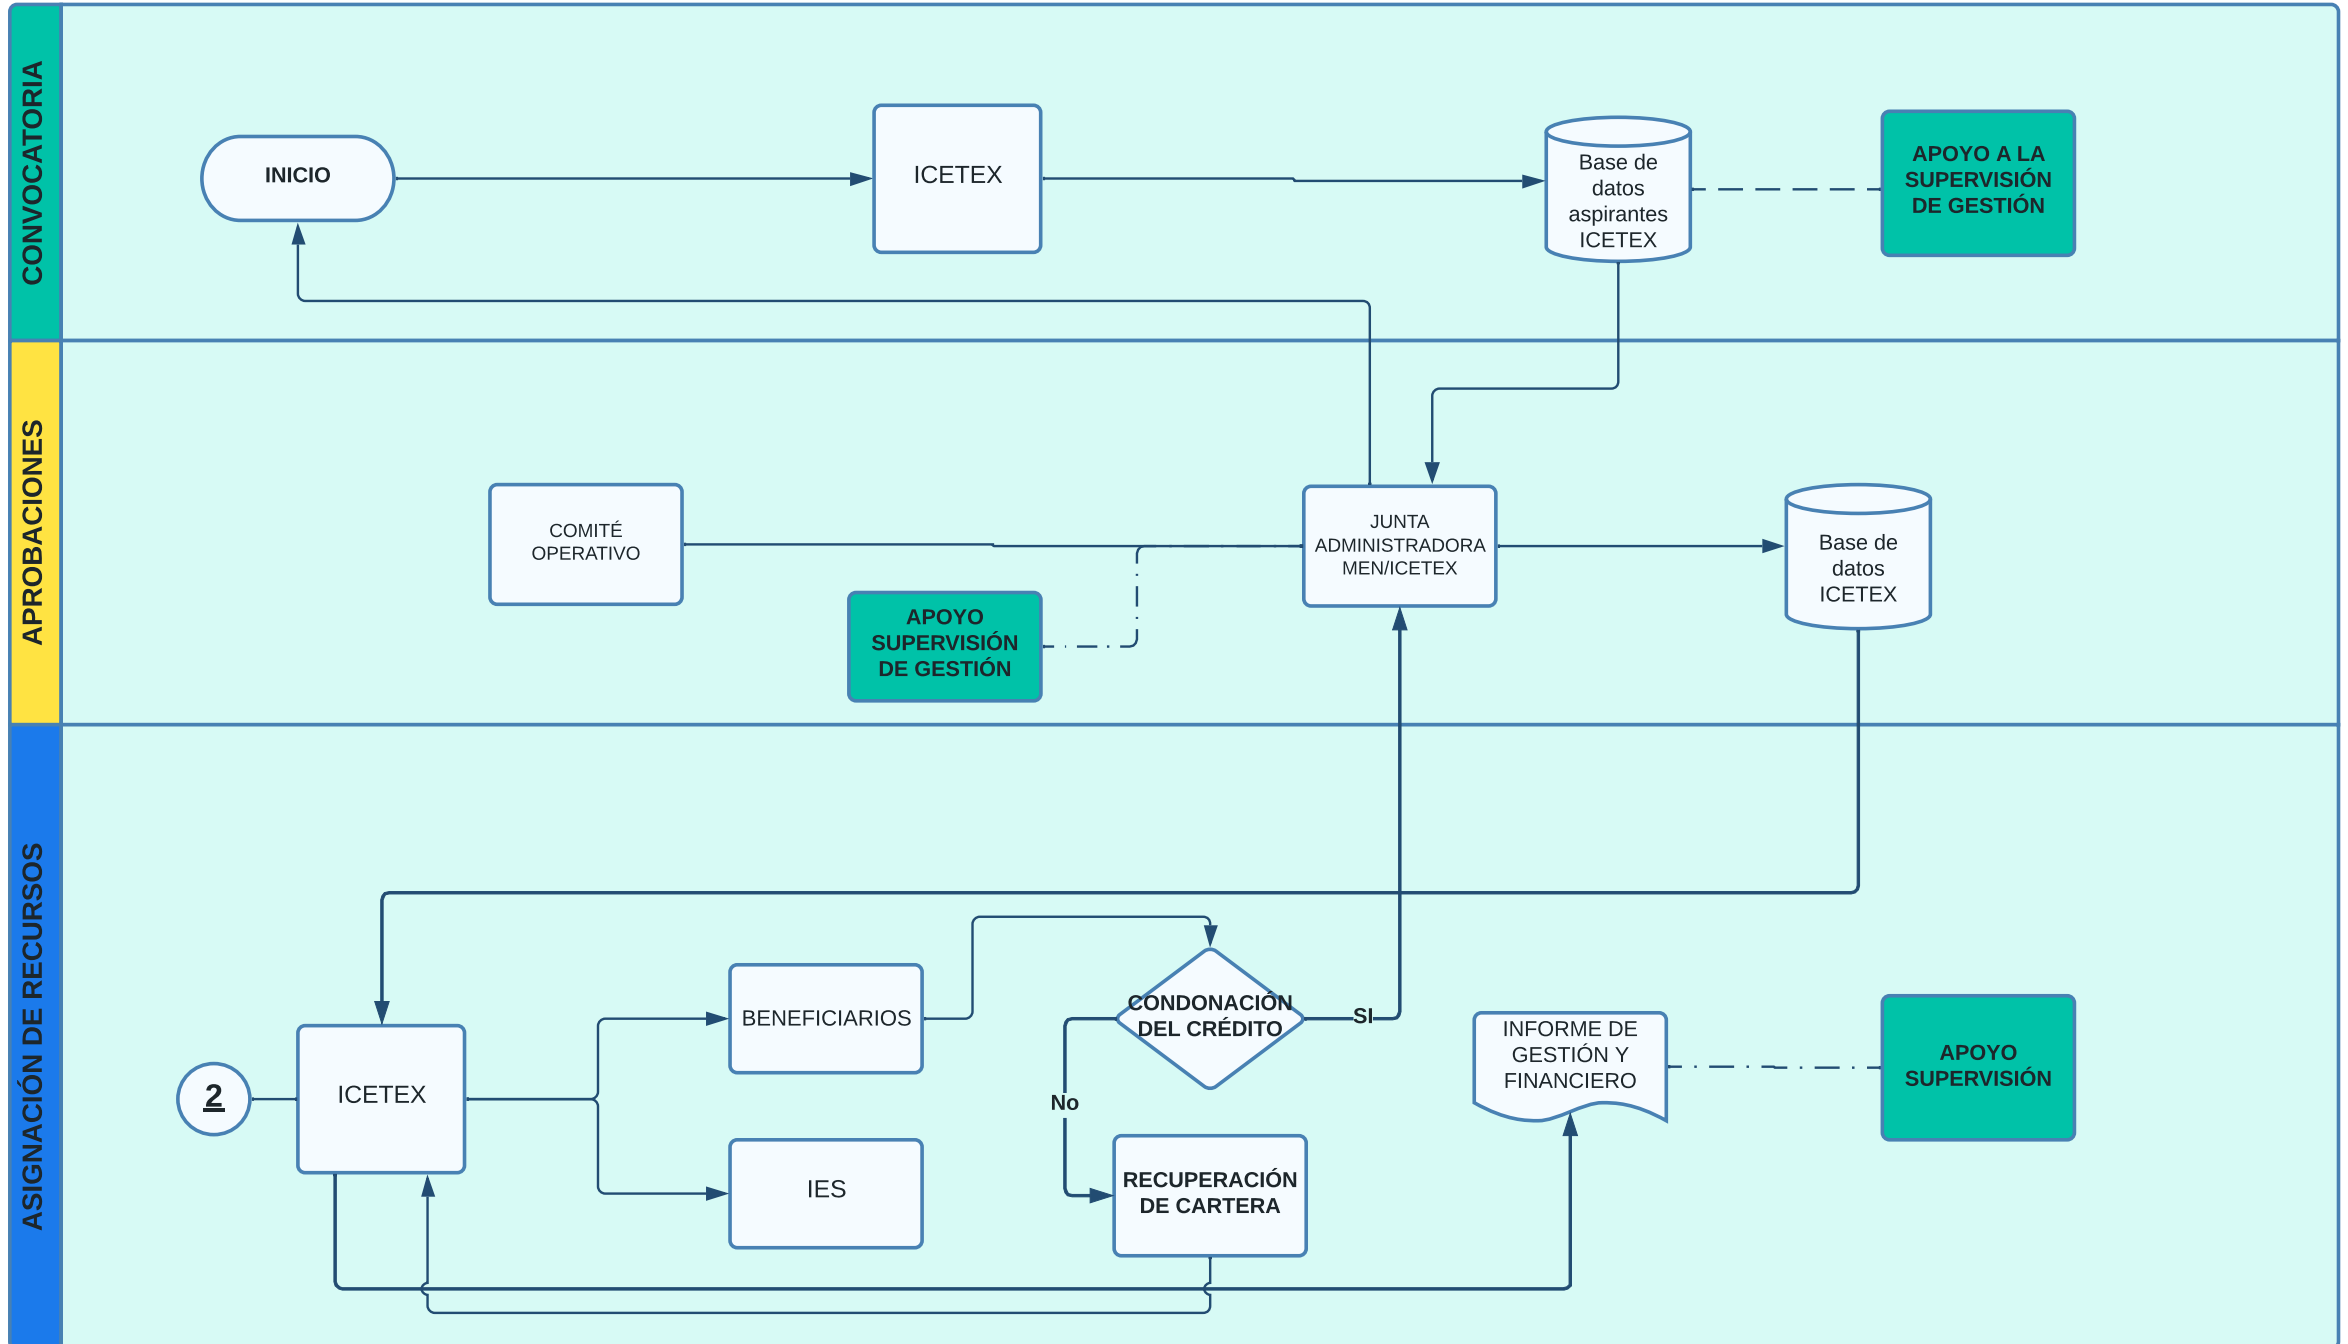 CONVOCATORIA
INICIO
ICETEX
Base de
datos
aspirantes
ICETEX
APOYO A LA
SUPERVISIÓN
DE GESTIÓN
APROBACIONES
COMITÉ
OPERATIVO
APOYO
SUPERVISIÓN
DE GESTIÓN
JUNTA
ADMINISTRADORA
MEN/ICETEX
Base de
datos
ICETEX
ASIGNACIÓN DE RECURSOS
2
ICETEX
BENEFICIARIOS
IES
CONDONACIÓN
DEL CRÉDITO
SI
No
RECUPERACIÓN
DE CARTERA
INFORME DE
GESTIÓN Y
FINANCIERO
APOYO
SUPERVISIÓN